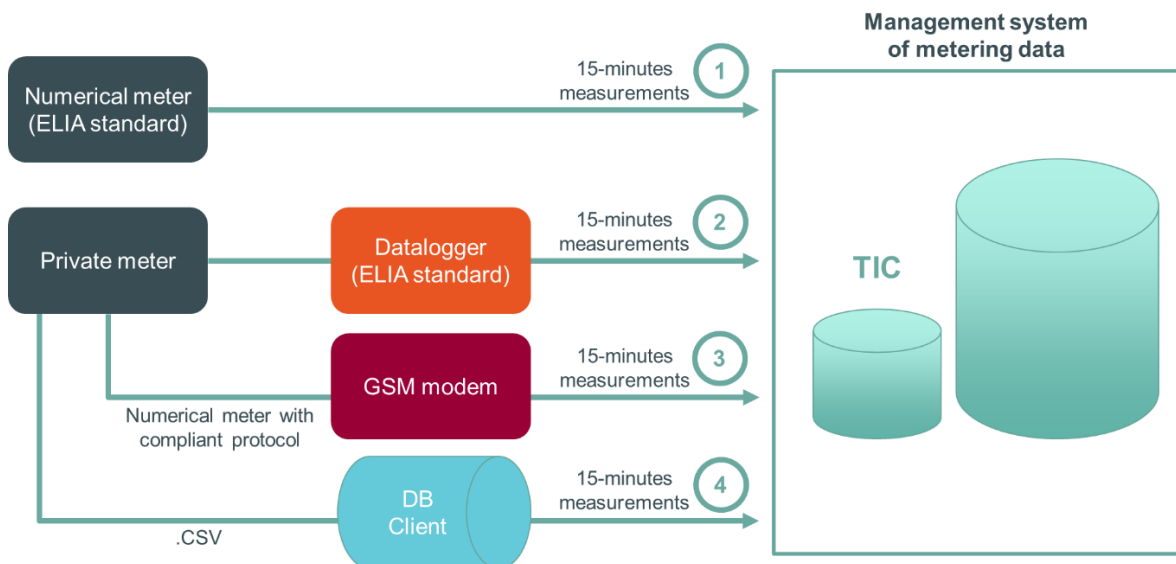 Management system
of metering data
Numerical meter
(ELIA standard)
15-minutes
measurements
1
Private meter
Datalogger
(ELIA standard)
15-minutes
measurements
2
TIC
Numerical meter with
compliant protocol
GSM modem
15-minutes
measurements
3
.CSV
DB
Client
15-minutes
measurements
4